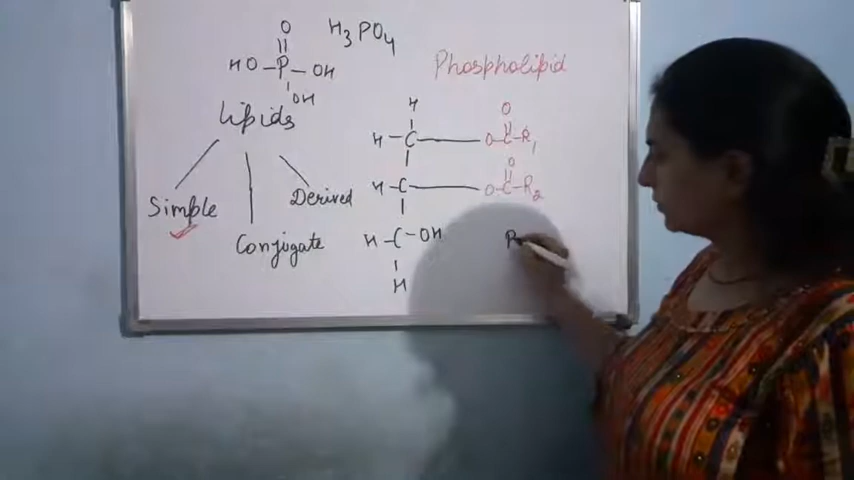 O
||
HO – P – OH
|
OH
H₃PO₄
Phospholipid
Lipids
Simple
Conjugate
Derived
H
|
H – C — O – C – R₁
||
O
|
H – C — O – C – R₂
||
O
|
H – C – OH
|
H
P